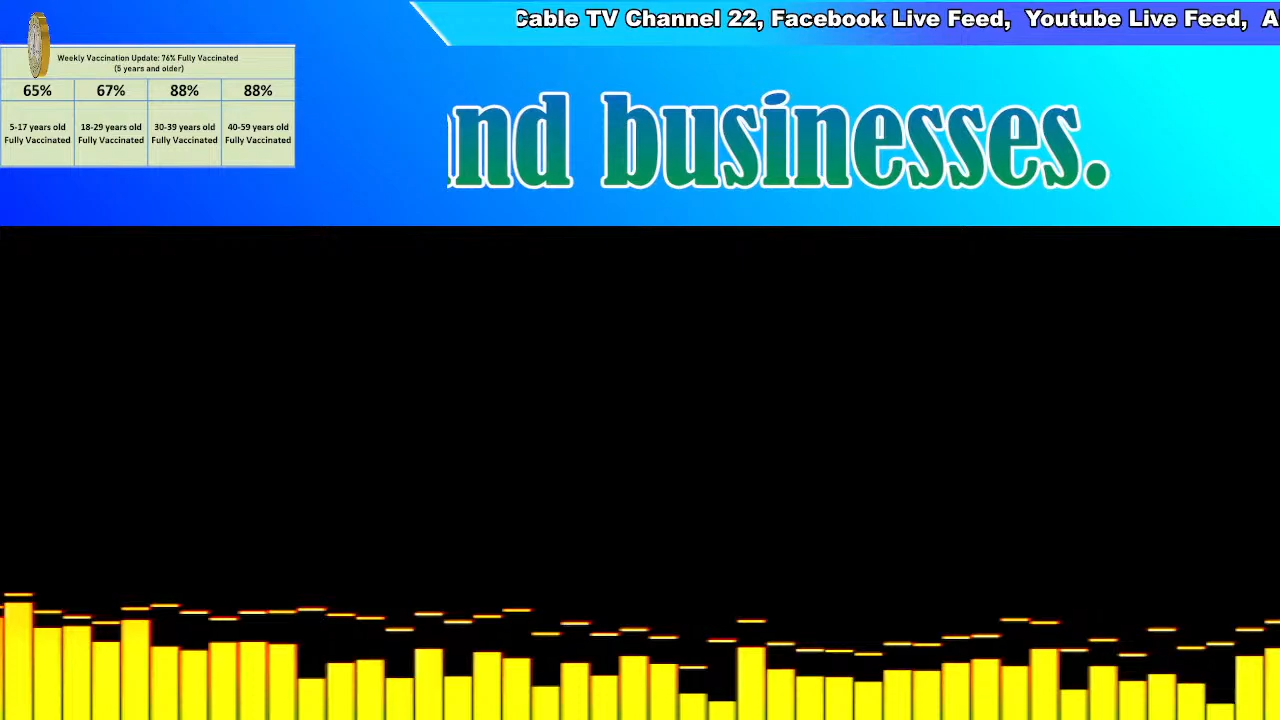 Cable TV Channel 22, Facebook Live Feed, Youtube Live Feed,
Weekly Vaccination Update: 76% Fully Vaccinated
(5 years and older)
65% 67% 88% 88%
5-17 years old 18-29 years old 30-39 years old 40-59 years old
Fully Vaccinated Fully Vaccinated Fully Vaccinated Fully Vaccinated
nd businesses.